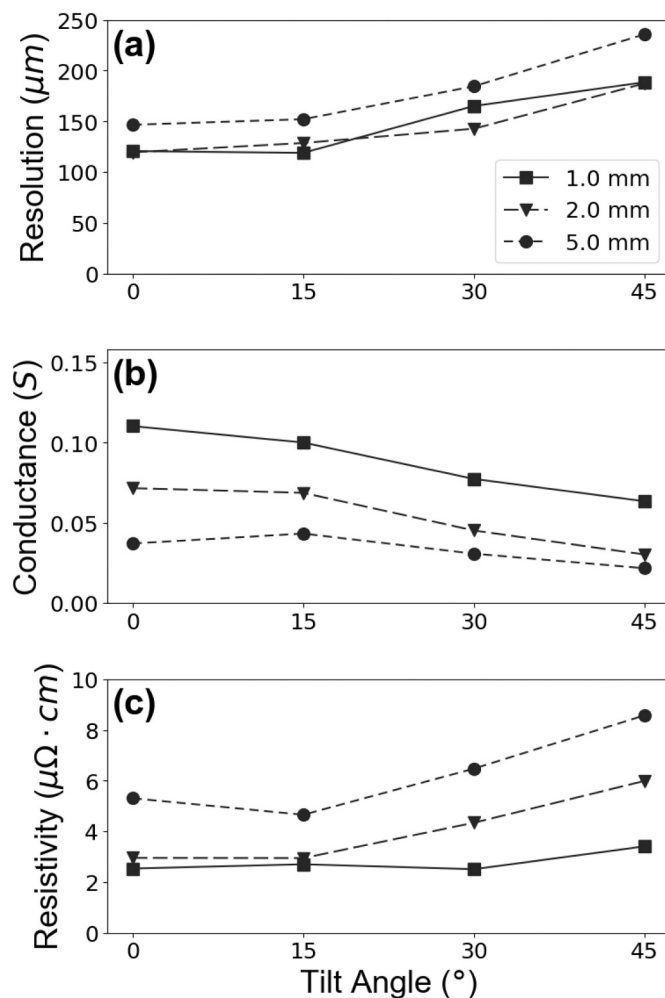 (a)
Resolution (μm)
250
200
150
100
50
0
1.0 mm
2.0 mm
5.0 mm
0 15 30 45
(b)
Conductance (S)
0.15
0.10
0.05
0.00
0 15 30 45
(c)
Resistivity (μΩ · cm)
10
8
6
4
2
0
0 15 30 45
Tilt Angle (°)